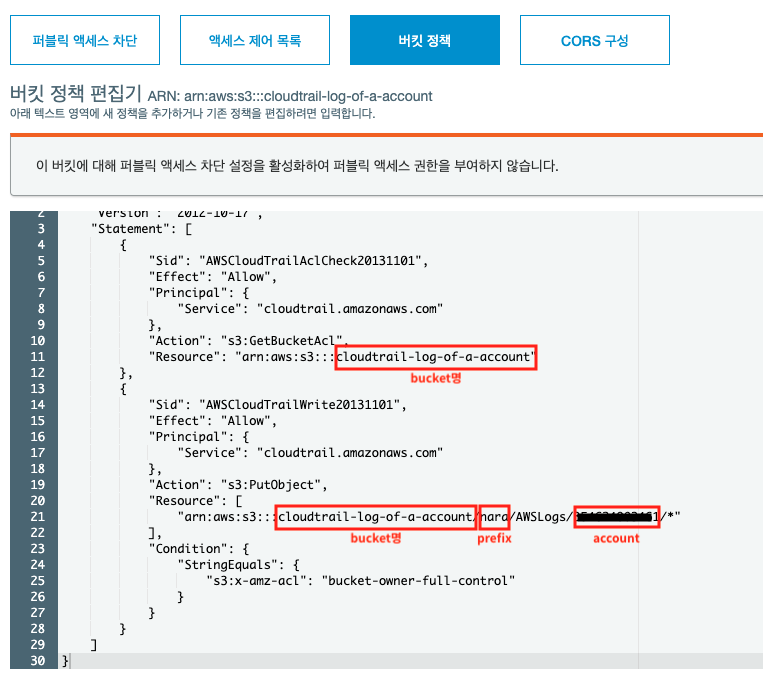 퍼블릭 액세스 차단
액세스 제어 목록
버킷 정책
CORS 구성
버킷 정책 편집기 ARN: arn:aws:s3:::cloudtrail-log-of-a-account
아래 텍스트 영역에 새 정책을 추가하거나 기존 정책을 편집하려면 입력합니다.
이 버킷에 대해 퍼블릭 액세스 차단 설정을 활성화하여 퍼블릭 액세스 권한을 부여하지 않습니다.
2 "Version": "2012-10-17",
3 "Statement": [
4 {
5 "Sid": "AWSCloudTrailAclCheck20131101",
6 "Effect": "Allow",
7 "Principal": {
8 "Service": "cloudtrail.amazonaws.com"
9 },
10 "Action": "s3:GetBucketAcl",
11 "Resource": "arn:aws:s3:::cloudtrail-log-of-a-account"
bucket명
12 },
13 {
14 "Sid": "AWSCloudTrailWrite20131101",
15 "Effect": "Allow",
16 "Principal": {
17 "Service": "cloudtrail.amazonaws.com"
18 },
19 "Action": "s3:PutObject",
20 "Resource": [
21 "arn:aws:s3:::cloudtrail-log-of-a-account/nara/AWSLogs/ /*"
bucket명 prefix account
22 ],
23 "Condition": {
24 "StringEquals": {
25 "s3:x-amz-acl": "bucket-owner-full-control"
26 }
27 }
28 }
29 ]
30 }